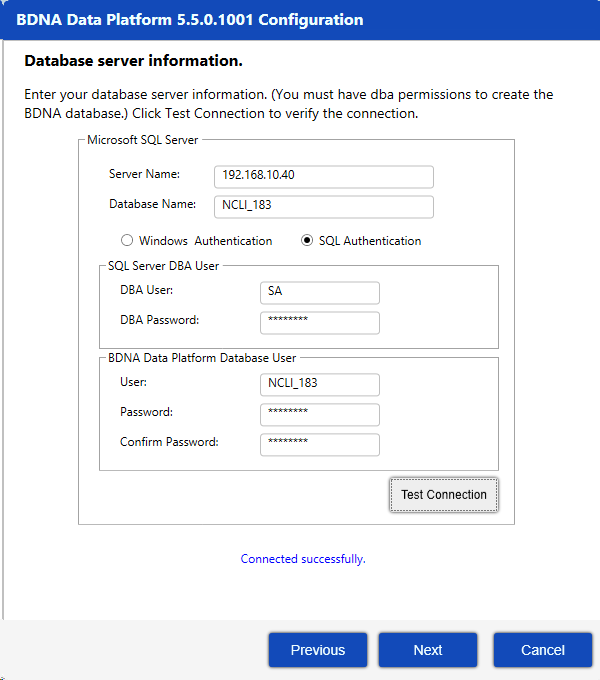 BDNA Data Platform 5.5.0.1001 Configuration
Database server information.
Enter your database server information. (You must have dba permissions to create the
BDNA database.) Click Test Connection to verify the connection.
Microsoft SQL Server
Server Name: 192.168.10.40
Database Name: NCLI_183
Windows Authentication SQL Authentication
SQL Server DBA User
DBA User: SA
DBA Password: ********
BDNA Data Platform Database User
User: NCLI_183
Password: ********
Confirm Password: ********
Test Connection
Connected successfully.
Previous Next Cancel